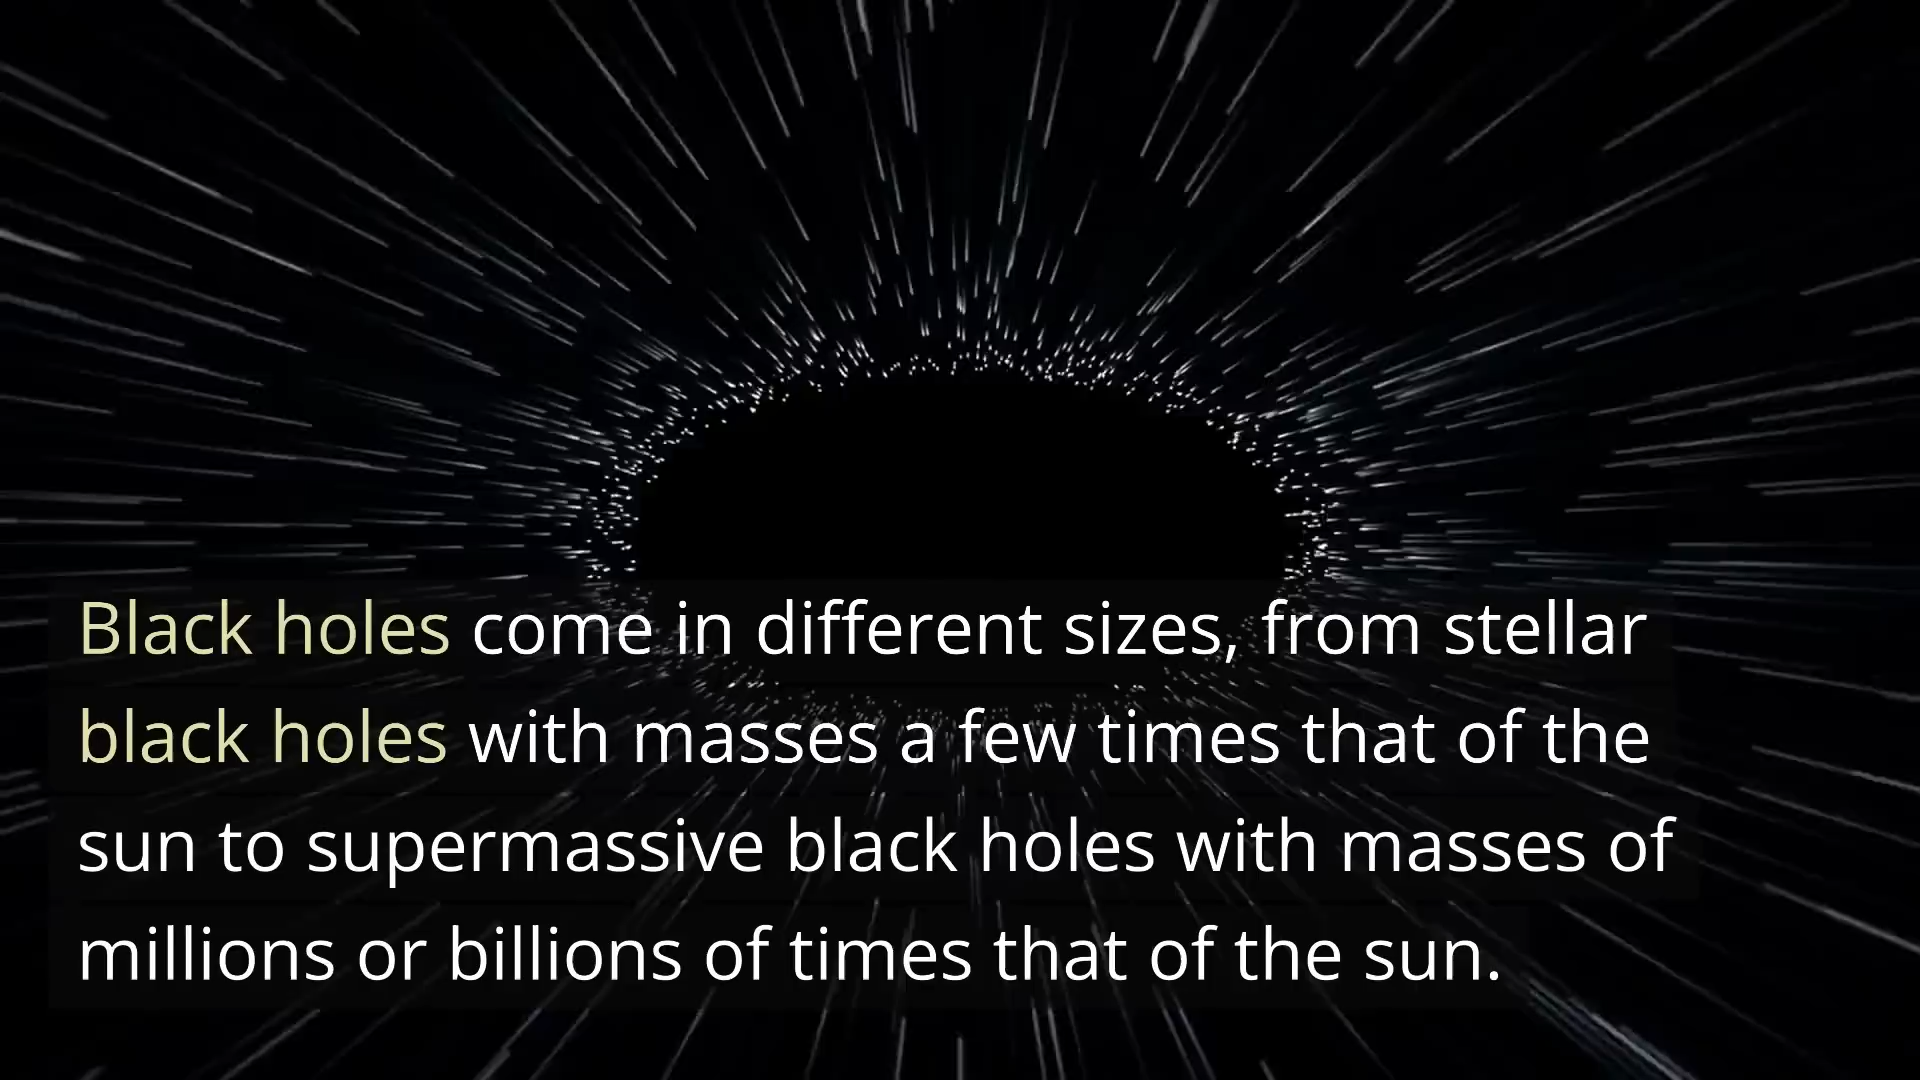 Black holes come in different sizes, from stellar
black holes with masses a few times that of the
sun to supermassive black holes with masses of
millions or billions of times that of the sun.